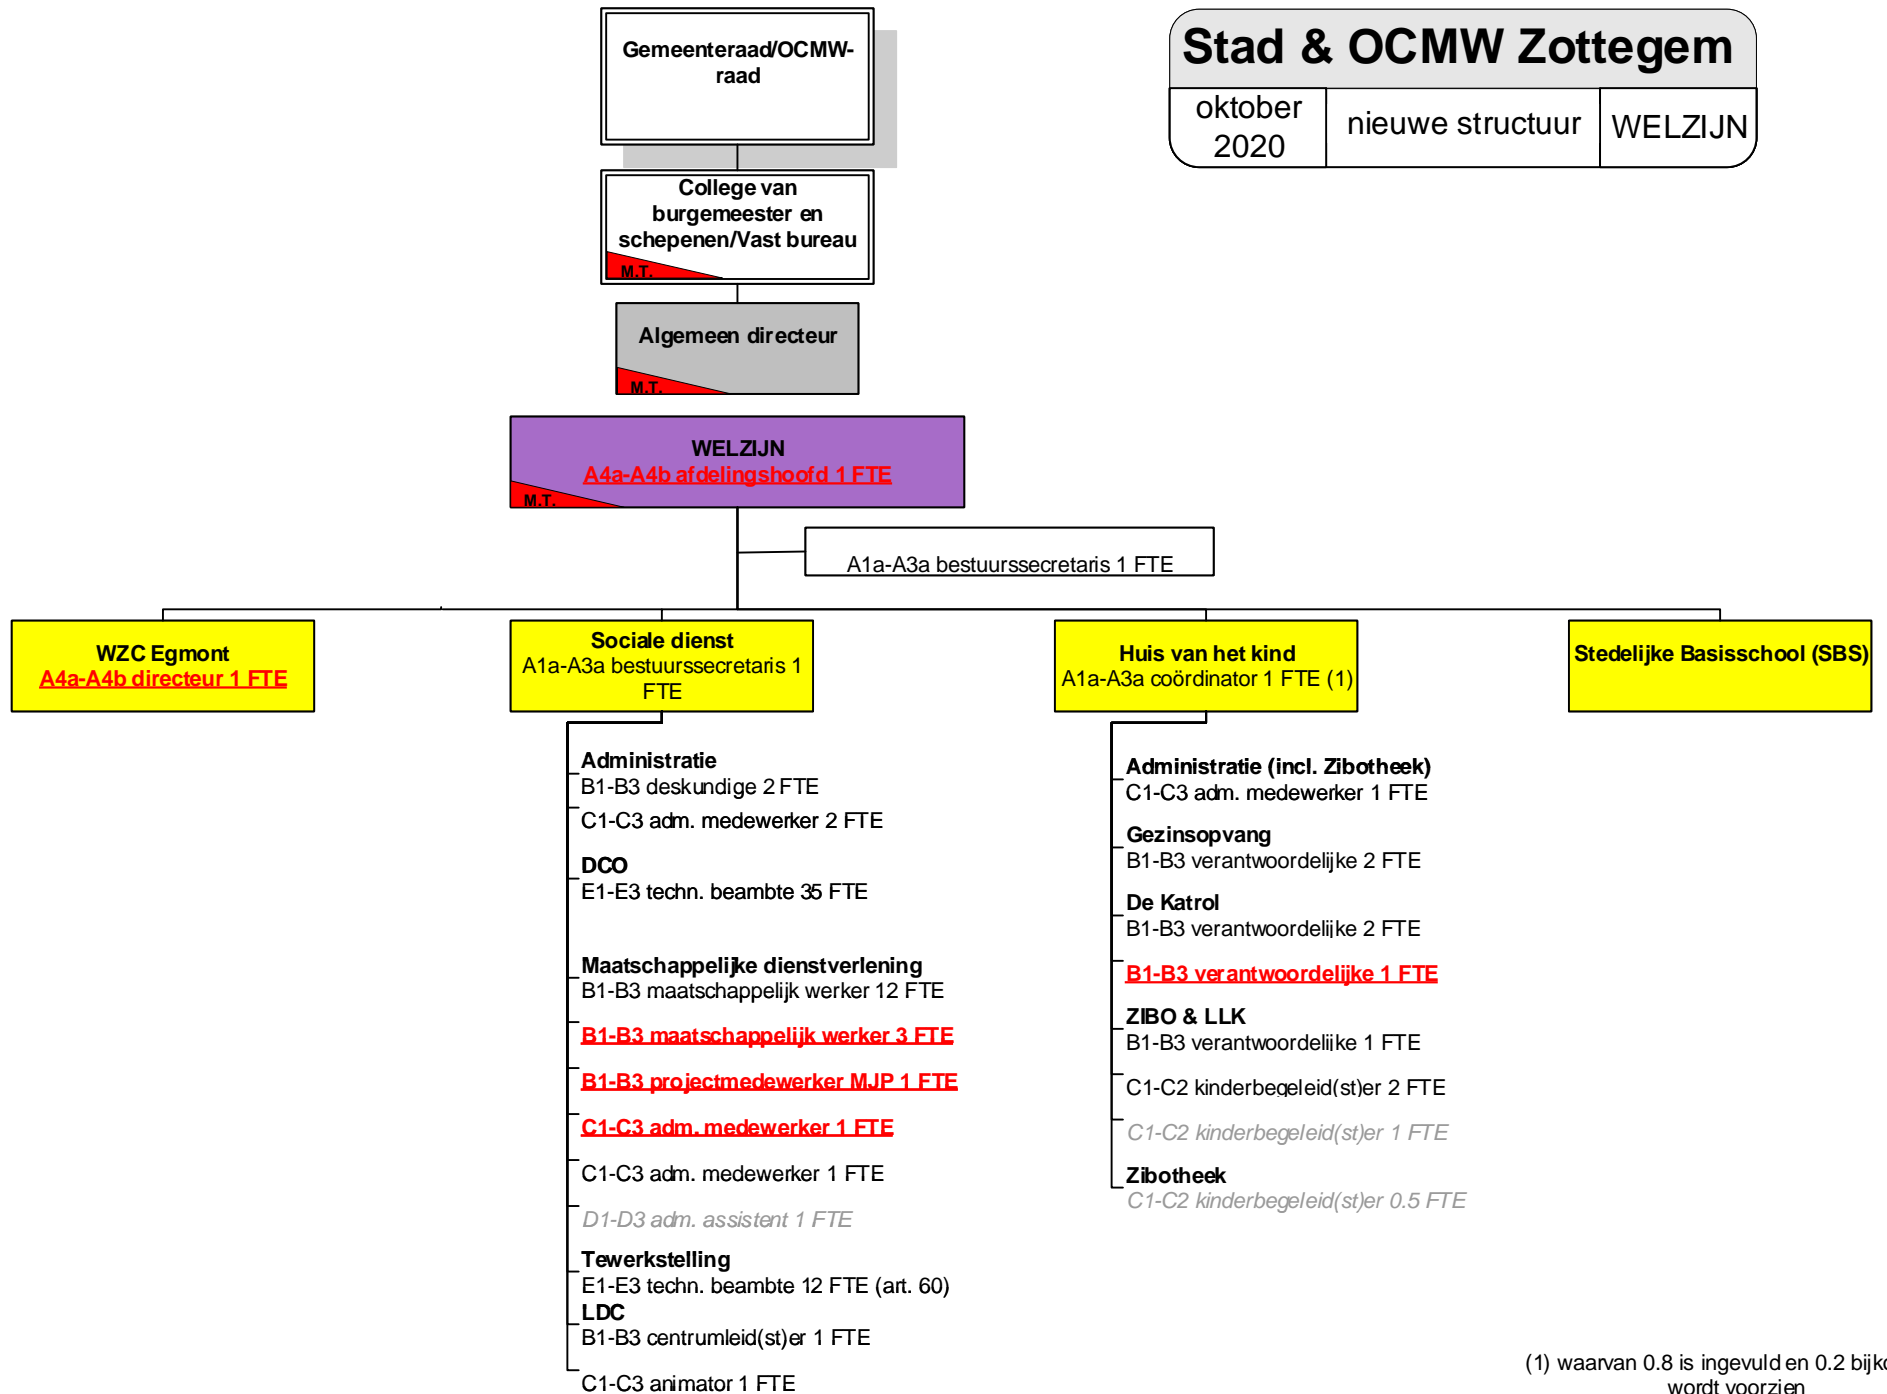 Gemeenteraad/OCMW-
raad
Stad & OCMW Zottegem
oktober
2020
nieuwe structuur
WELZIJN
College van
burgemeester en
schepenen/Vast bureau
M.T.
Algemeen directeur
M.T.
WELZIJN
A4a-A4b afdelingshoofd 1 FTE
M.T.
A1a-A3a bestuurssecretaris 1 FTE
WZC Egmont
A4a-A4b directeur 1 FTE
Sociale dienst
A1a-A3a bestuurssecretaris 1
FTE
Huis van het kind
A1a-A3a coördinator 1 FTE (1)
Stedelijke Basisschool (SBS)
Administratie
B1-B3 deskundige 2 FTE
C1-C3 adm. medewerker 2 FTE
DCO
E1-E3 techn. beambte 35 FTE
Maatschappelijke dienstverlening
B1-B3 maatschappelijk werker 12 FTE
B1-B3 maatschappelijk werker 3 FTE
B1-B3 projectmedewerker MJP 1 FTE
C1-C3 adm. medewerker 1 FTE
C1-C3 adm. medewerker 1 FTE
D1-D3 adm. assistent 1 FTE
Tewerkstelling
E1-E3 techn. beambte 12 FTE (art. 60)
LDC
B1-B3 centrumleid(st)er 1 FTE
C1-C3 animator 1 FTE
Administratie (incl. Zibotheek)
C1-C3 adm. medewerker 1 FTE
Gezinsopvang
B1-B3 verantwoordelijke 2 FTE
De Katrol
B1-B3 verantwoordelijke 2 FTE
B1-B3 verantwoordelijke 1 FTE
ZIBO & LLK
B1-B3 verantwoordelijke 1 FTE
C1-C2 kinderbegeleid(st)er 2 FTE
C1-C2 kinderbegeleid(st)er 1 FTE
Zibotheek
C1-C2 kinderbegeleid(st)er 0.5 FTE
(1) waarvan 0.8 is ingevuld en 0.2
wordt voorzien